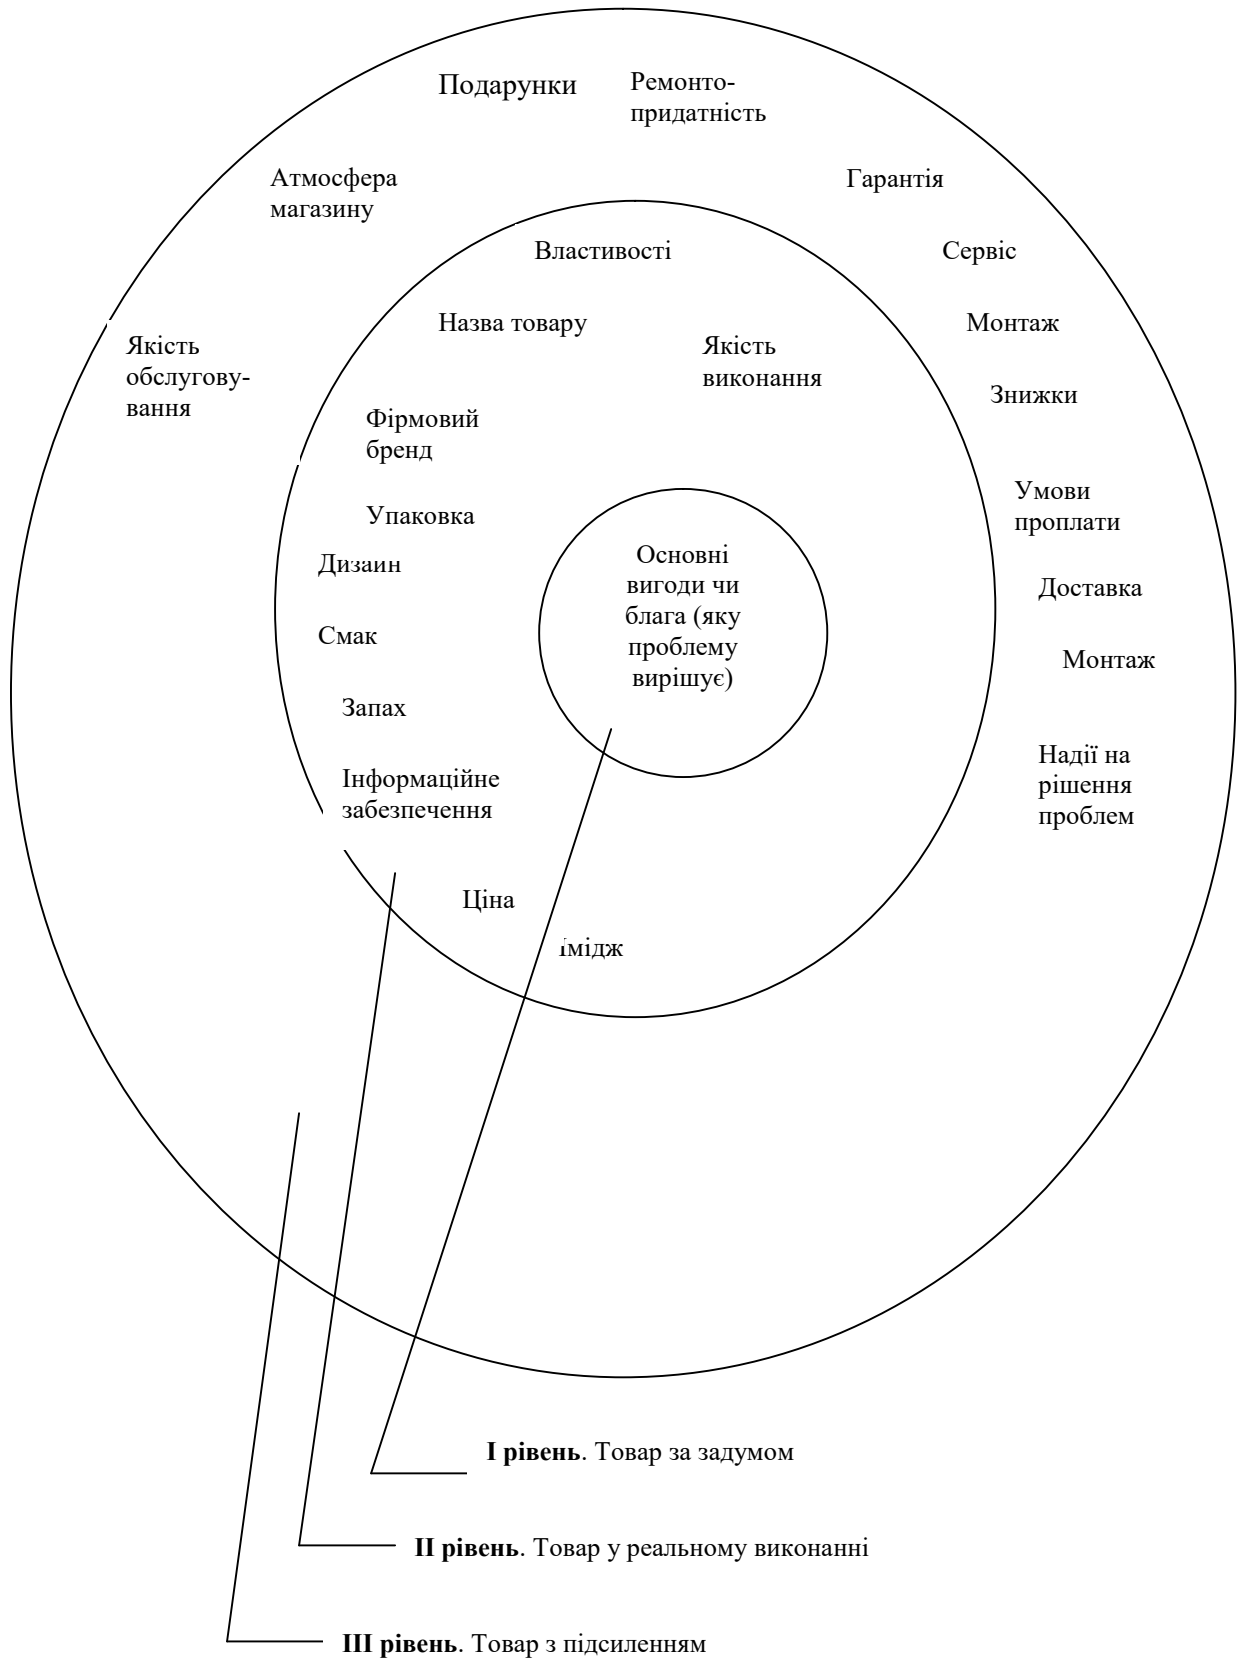 Подарунки
Ремонто-
придатність
Атмосфера
магазину
Гарантія
Властивості
Сервіс
Назва товару
Монтаж
Якість
обслугову-
вання
Якість
виконання
Знижки
Фірмовий
бренд
Умови
проплати
Упаковка
Дизайн
Основні
вигоди чи
блага (яку
проблему
вирішує)
Доставка
Смак
Монтаж
Запах
Надії на
рішення
проблем
Інформаційне
забезпечення
Ціна
Імідж
І рівень. Товар за задумом
ІІ рівень. Товар у реальному виконанні
ІІІ рівень. Товар з підсиленням